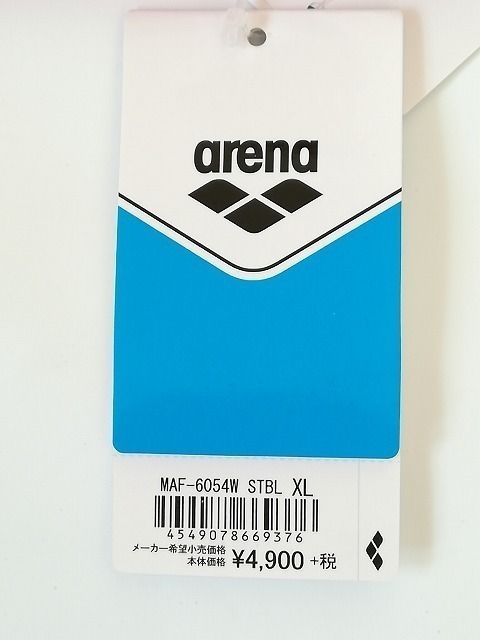 arena
MAF-6054W STBL XL
4549078669376
メーカー希望小売価格
本体価格 ¥4,900 +税